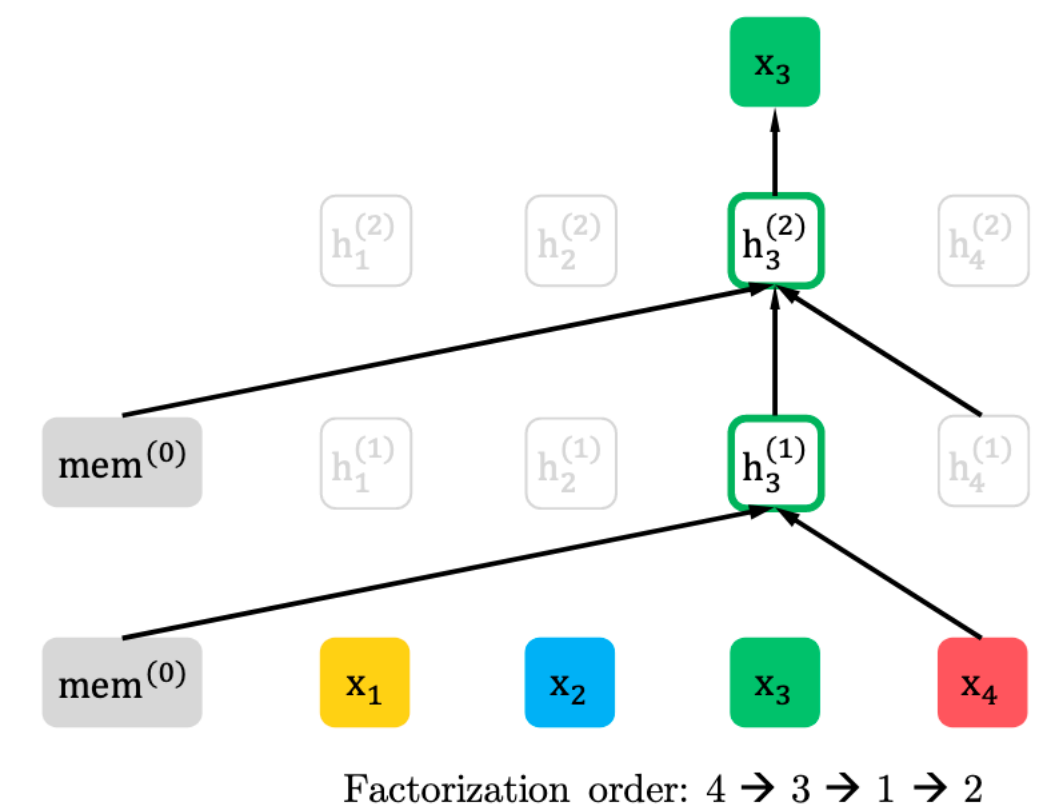 x₃
h₁⁽²⁾ h₂⁽²⁾ h₃⁽²⁾ h₄⁽²⁾
mem⁽⁰⁾ h₁⁽¹⁾ h₂⁽¹⁾ h₃⁽¹⁾ h₄⁽¹⁾
mem⁽⁰⁾ x₁ x₂ x₃ x₄
Factorization order: 4 → 3 → 1 → 2